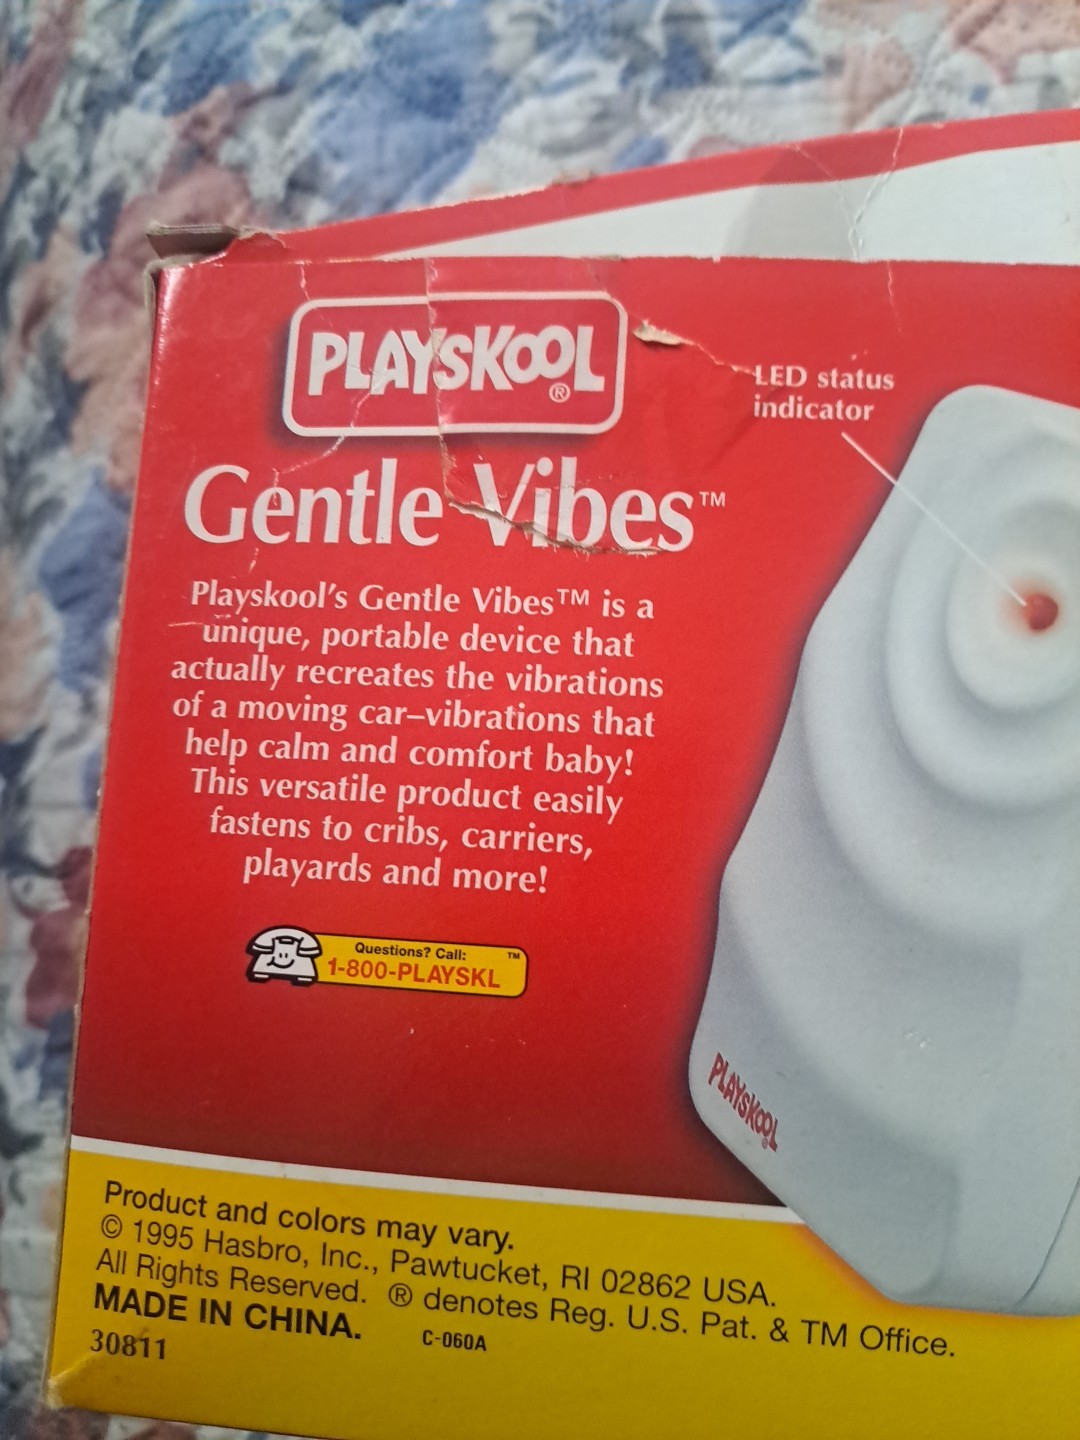 PLAYSKOOL®
Gentle Vibes™
Playskool's Gentle Vibes™ is a
unique, portable device that
actually recreates the vibrations
of a moving car–vibrations that
help calm and comfort baby!
This versatile product easily
fastens to cribs, carriers,
playards and more!
Questions? Call: ™
1-800-PLAYSKL
LED status
indicator
PLAYSKOOL®
Product and colors may vary.
© 1995 Hasbro, Inc., Pawtucket, RI 02862 USA.
All Rights Reserved. ® denotes Reg. U.S. Pat. & TM Office.
MADE IN CHINA. C-060A
30811